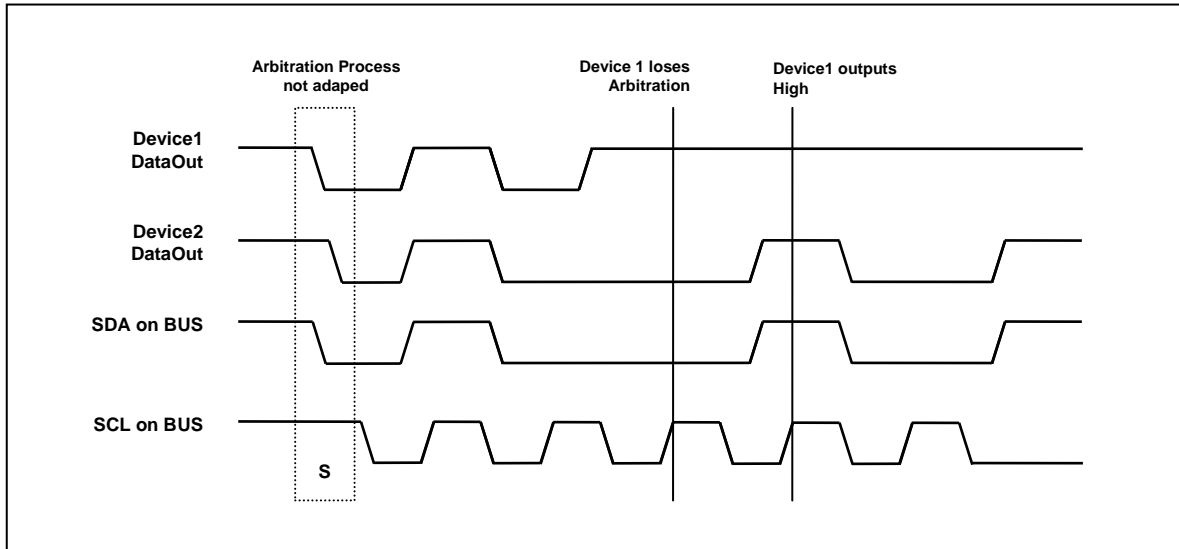 Arbitration Process
not adaped
Device 1 loses
Arbitration
Device1 outputs
High
Device1
DataOut
Device2
DataOut
SDA on BUS
SCL on BUS
S